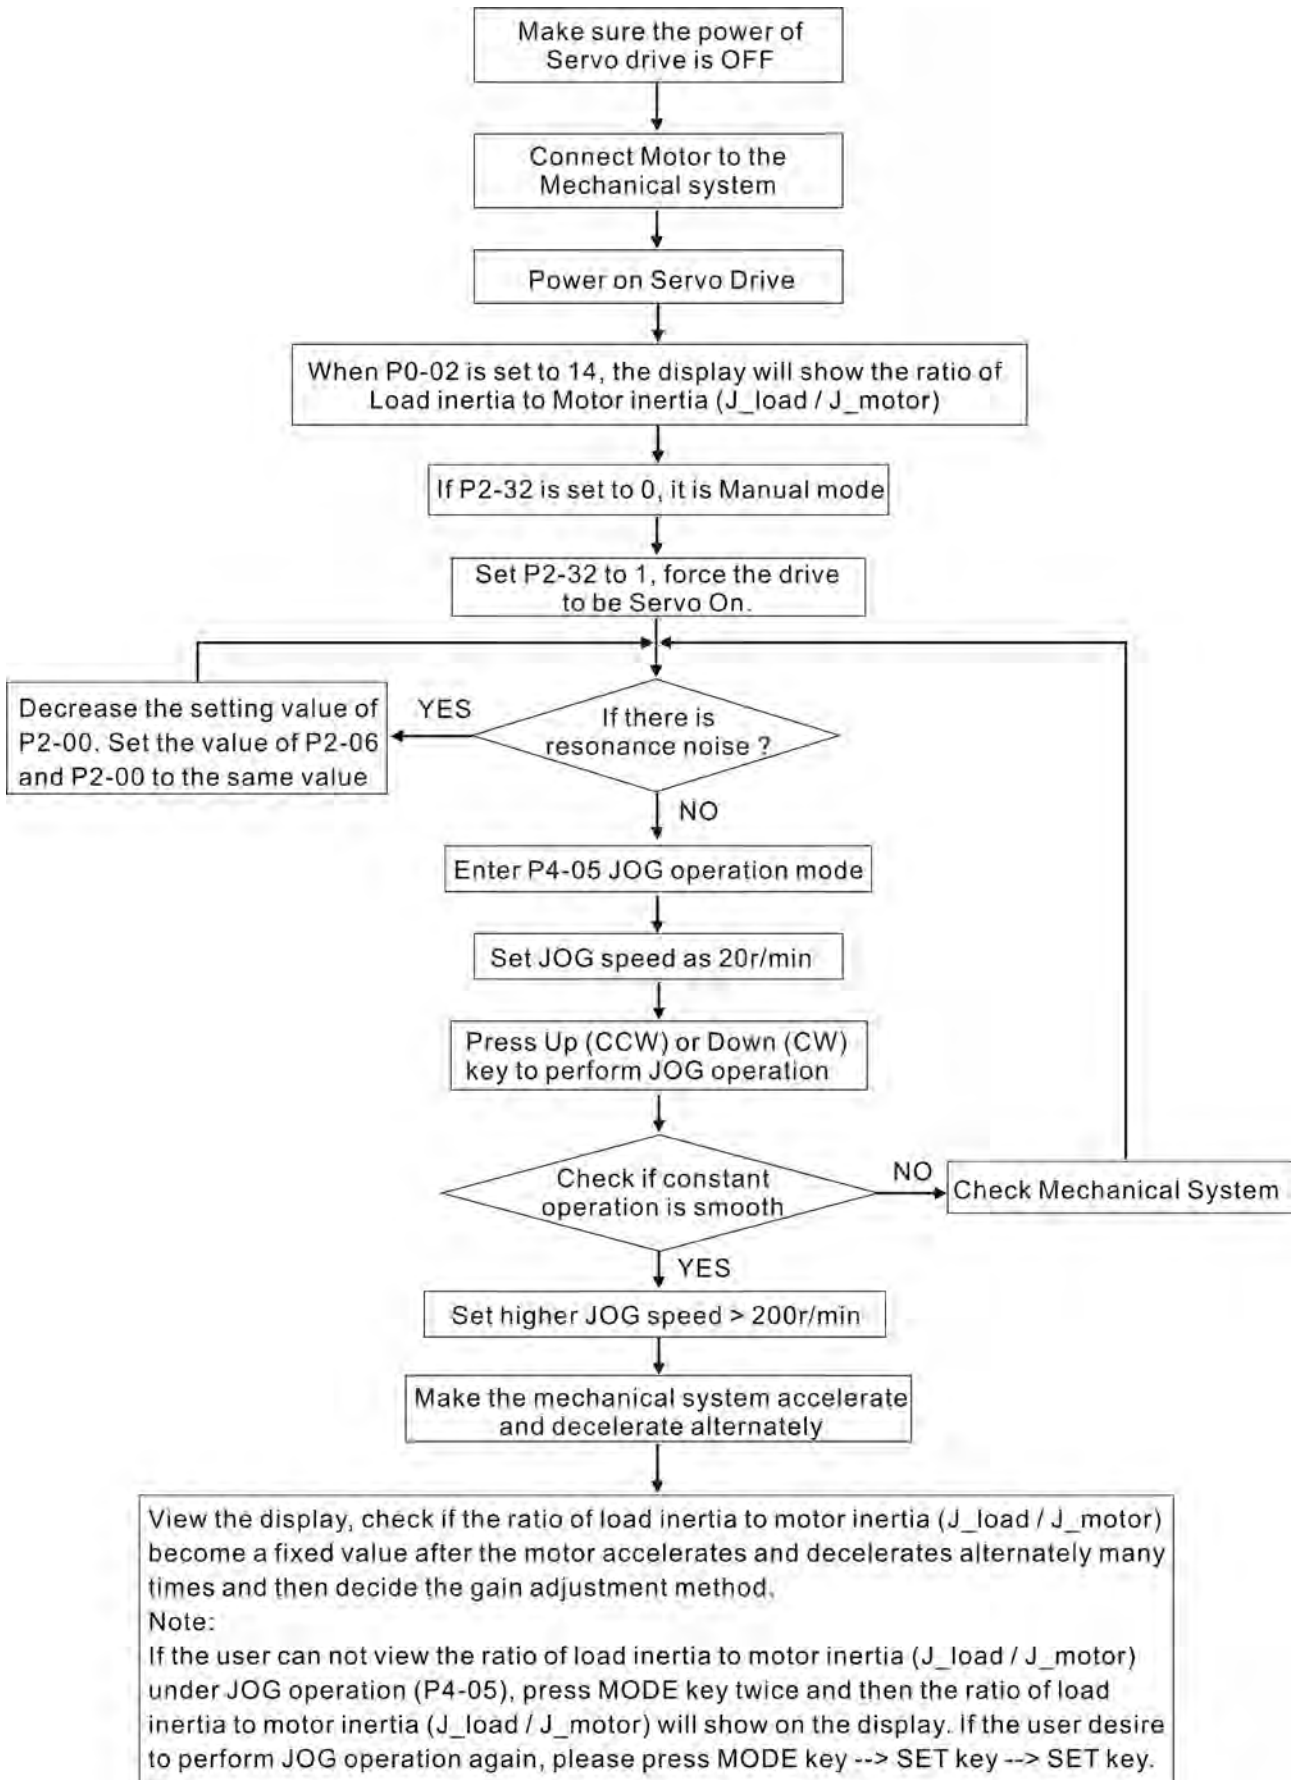 Make sure the power of
Servo drive is OFF
Connect Motor to the
Mechanical system
Power on Servo Drive
When P0-02 is set to 14, the display will show the ratio of
Load inertia to Motor inertia (J_load / J_motor)
If P2-32 is set to 0, it is Manual mode
Set P2-32 to 1, force the drive
to be Servo On.
Decrease the setting value of
P2-00. Set the value of P2-06
and P2-00 to the same value
YES
If there is
resonance noise ?
NO
Enter P4-05 JOG operation mode
Set JOG speed as 20r/min
Press Up (CCW) or Down (CW)
key to perform JOG operation
Check if constant
operation is smooth
NO
Check Mechanical System
YES
Set higher JOG speed > 200r/min
Make the mechanical system accelerate
and decelerate alternately
View the display, check if the ratio of load inertia to motor inertia (J_load / J_motor)
become a fixed value after the motor accelerates and decelerates alternately many
times and then decide the gain adjustment method.
Note:
If the user can not view the ratio of load inertia to motor inertia (J_load / J_motor)
under JOG operation (P4-05), press MODE key twice and then the ratio of load
inertia to motor inertia (J_load / J_motor) will show on the display. If the user desire
to perform JOG operation again, please press MODE key --> SET key --> SET key.